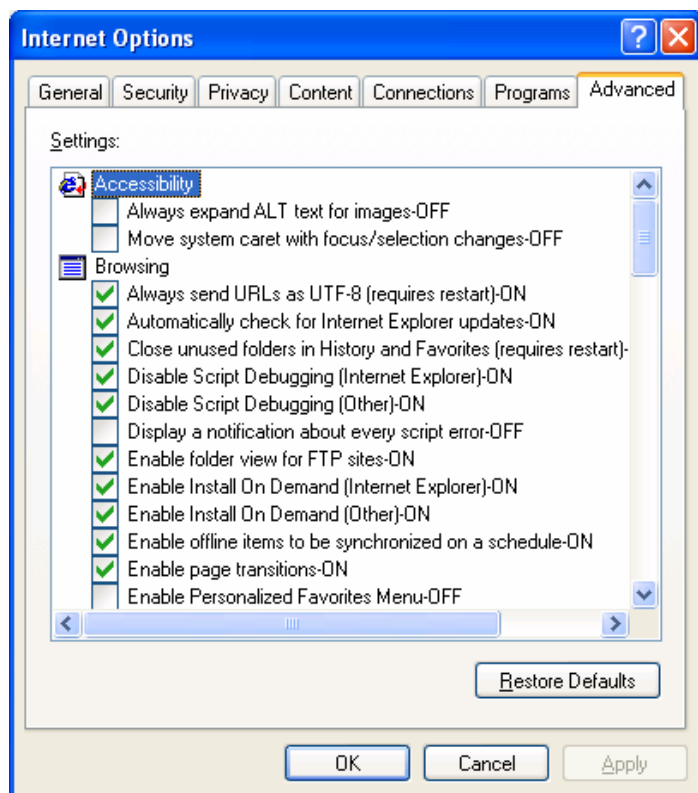 Internet Options
General Security Privacy Content Connections Programs Advanced
Settings:
Accessibility
Always expand ALT text for images-OFF
Move system caret with focus/selection changes-OFF
Browsing
Always send URLs as UTF-8 (requires restart)-ON
Automatically check for Internet Explorer updates-ON
Close unused folders in History and Favorites (requires restart)-
Disable Script Debugging (Internet Explorer)-ON
Disable Script Debugging (Other)-ON
Display a notification about every script error-OFF
Enable folder view for FTP sites-ON
Enable Install On Demand (Internet Explorer)-ON
Enable Install On Demand (Other)-ON
Enable offline items to be synchronized on a schedule-ON
Enable page transitions-ON
Enable Personalized Favorites Menu-OFF
Restore Defaults
OK Cancel Apply